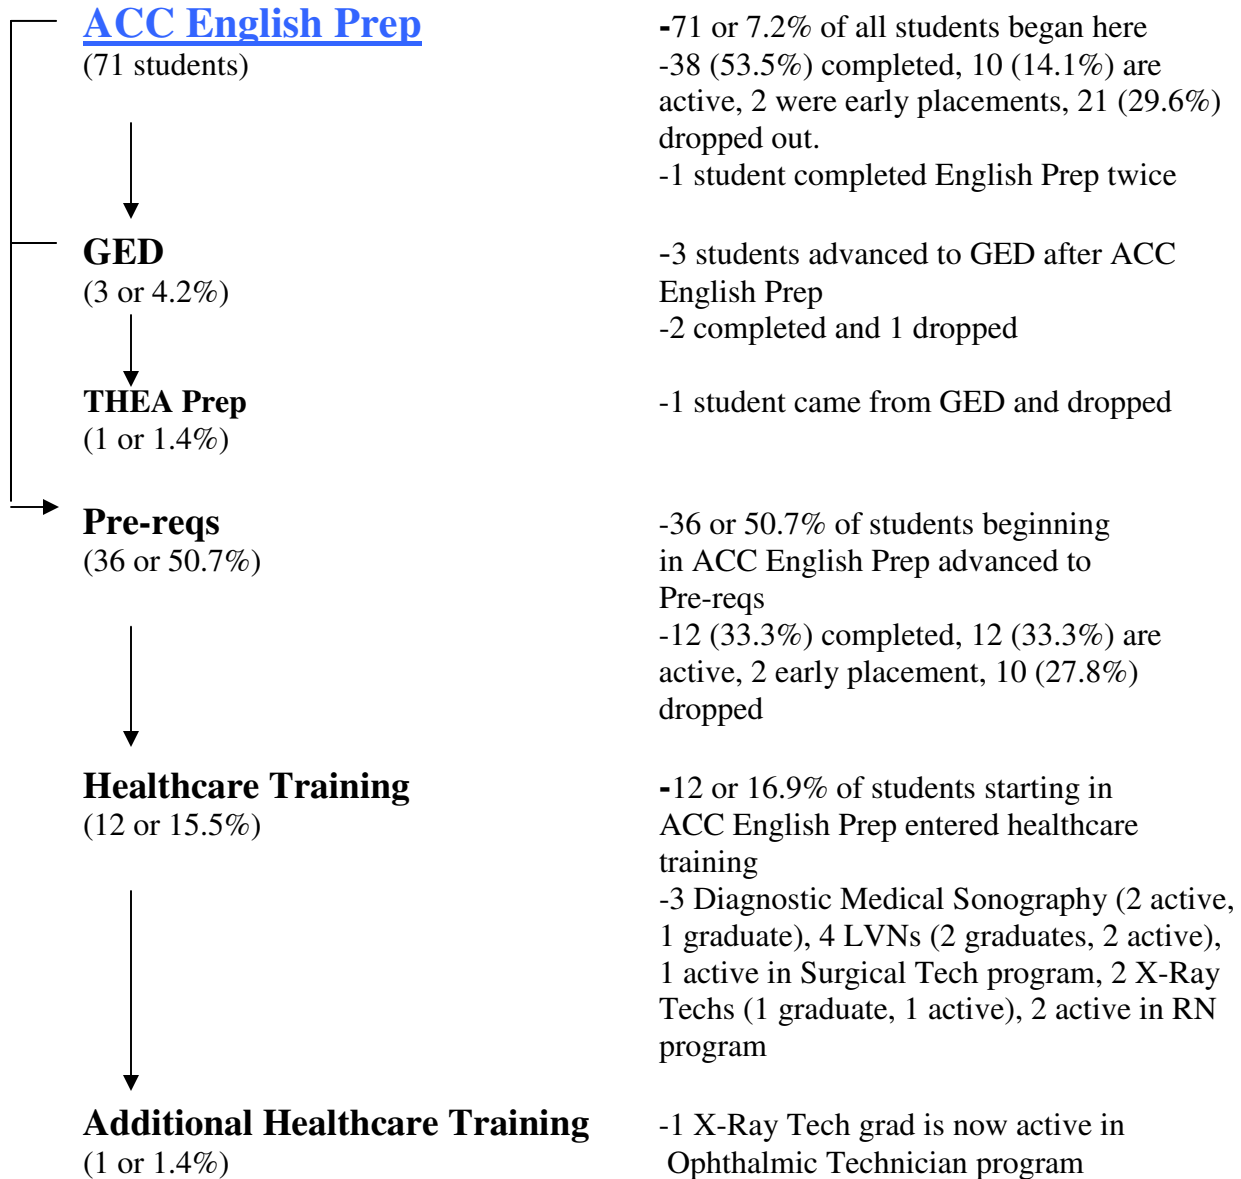 ACC English Prep
(71 students)
-71 or 7.2% of all students began here
-38 (53.5%) completed, 10 (14.1%) are
active, 2 were early placements, 21 (29.6%)
dropped out.
-1 student completed English Prep twice
GED
(3 or 4.2%)
-3 students advanced to GED after ACC
English Prep
-2 completed and 1 dropped
THEA Prep
(1 or 1.4%)
-1 student came from GED and dropped
Pre-reqs
(36 or 50.7%)
-36 or 50.7% of students beginning
in ACC English Prep advanced to
Pre-reqs
-12 (33.3%) completed, 12 (33.3%) are
active, 2 early placement, 10 (27.8%)
dropped
Healthcare Training
(12 or 15.5%)
-12 or 16.9% of students starting in
ACC English Prep entered healthcare
training
-3 Diagnostic Medical Sonography (2 active,
1 graduate), 4 LVNs (2 graduates, 2 active),
1 active in Surgical Tech program, 2 X-Ray
Techs (1 graduate, 1 active), 2 active in RN
program
Additional Healthcare Training
(1 or 1.4%)
-1 X-Ray Tech grad is now active in
Ophthalmic Technician program